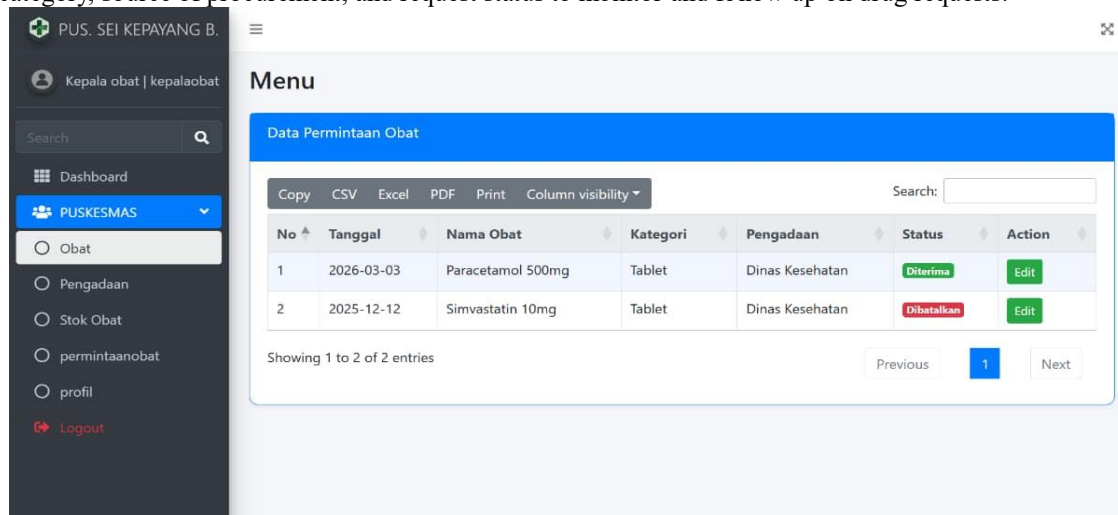 category, source of procurement, and request status to monitor and follow up on drug requests.
PUS. SEI KEPAYANG B.
Kepala obat | kepalaobat
Menu
Search
Data Permintaan Obat
Dashboard
Copy CSV Excel PDF Print Column visibility Search:
PUSKESMAS
No Tanggal Nama Obat Kategori Pengadaan Status Action
Obat
1 2026-03-03 Paracetamol 500mg Tablet Dinas Kesehatan Diterima Edit
Pengadaan
2 2025-12-12 Simvastatin 10mg Tablet Dinas Kesehatan Dibatalkan Edit
Stok Obat
permintaanobat
Showing 1 to 2 of 2 entries Previous 1 Next
profil
Logout